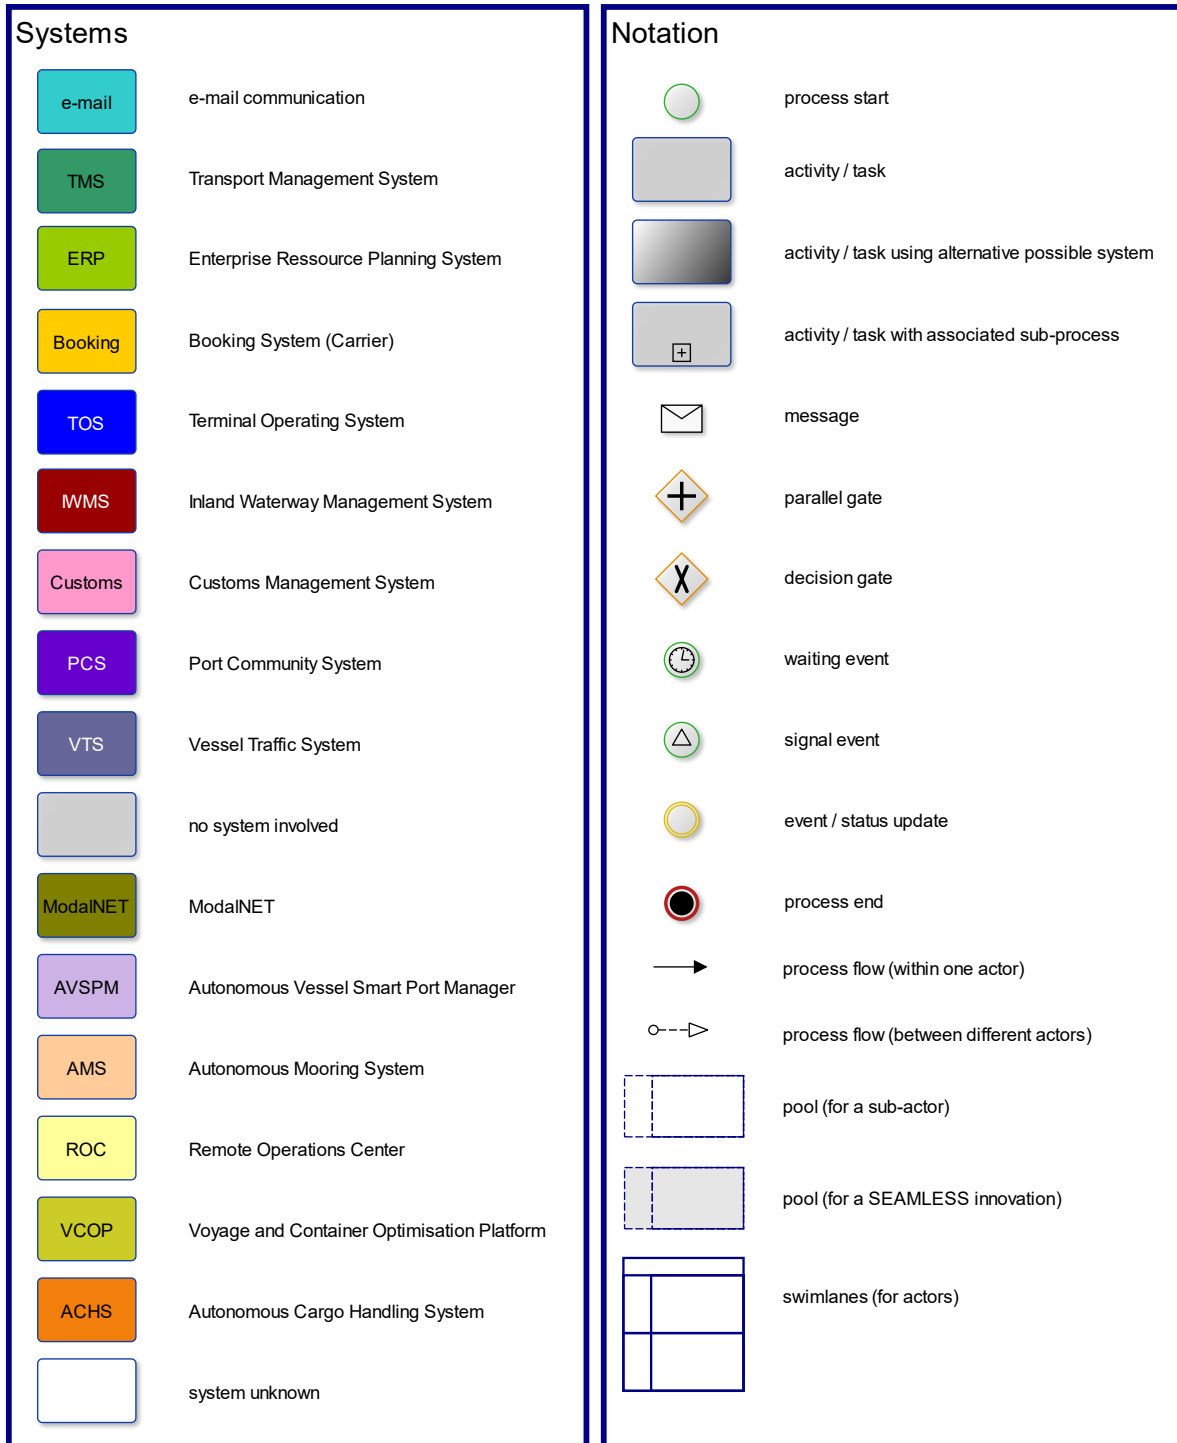 Systems
e-mail
e-mail communication
TMS
Transport Management System
ERP
Enterprise Ressource Planning System
Booking
Booking System (Carrier)
TOS
Terminal Operating System
IWMS
Inland Waterway Management System
Customs
Customs Management System
PCS
Port Community System
VTS
Vessel Traffic System
no system involved
ModalNET
ModalNET
AVSPM
Autonomous Vessel Smart Port Manager
AMS
Autonomous Mooring System
ROC
Remote Operations Center
VCOP
Voyage and Container Optimisation Platform
ACHS
Autonomous Cargo Handling System
system unknown
Notation
process start
activity / task
activity / task using alternative possible system
activity / task with associated sub-process
message
parallel gate
decision gate
waiting event
signal event
event / status update
process end
process flow (within one actor)
process flow (between different actors)
pool (for a sub-actor)
pool (for a SEAMLESS innovation)
swimlanes (for actors)